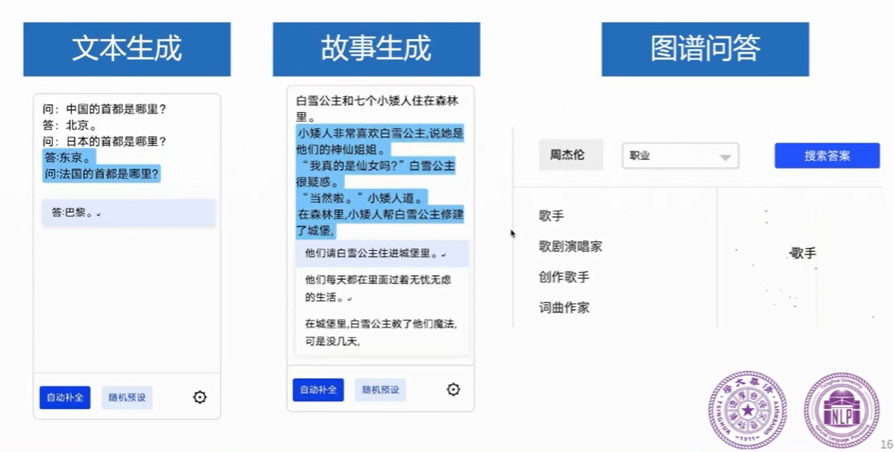 文本生成
故事生成
图谱问答
问：中国的首都是哪里？
答：北京。
问：日本的首都是哪里？
答:东京。
问:法国的首都是哪里?
答:巴黎。
自动补全
随机预设
白雪公主和七个小矮人住在森林
里。
小矮人非常喜欢白雪公主,说她是
他们的神仙姐姐。
“我真的是仙女吗?”白雪公主
很疑惑。
“当然啦。”小矮人道。
在森林里,小矮人帮白雪公主修建
了城堡,
他们请白雪公主住进城堡里。
他们每天都在里面过着无忧无虑
的生活。
在城堡里,白雪公主教了他们魔法,
可是没几天,
自动补全
随机预设
周杰伦
职业
搜索答案
歌手
歌剧演唱家
创作歌手
词曲作家
歌手
TSINGHUA UNIVERSITY
1911
Tsinghua University
NLP
16